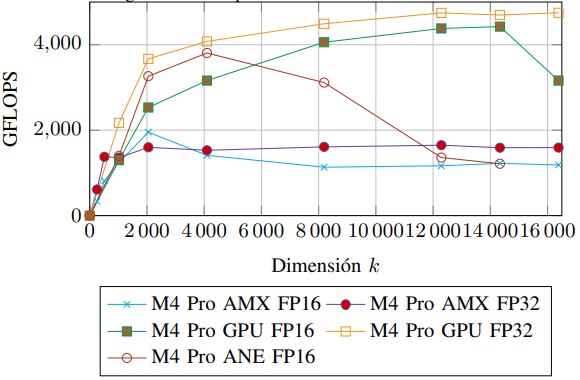 4,000
2,000
0
GFLOPS
0 2 000 4 000 6 000 8 000 10 000 12 000 14 000 16 000
Dimensión k
M4 Pro AMX FP16 M4 Pro AMX FP32
M4 Pro GPU FP16 M4 Pro GPU FP32
M4 Pro ANE FP16